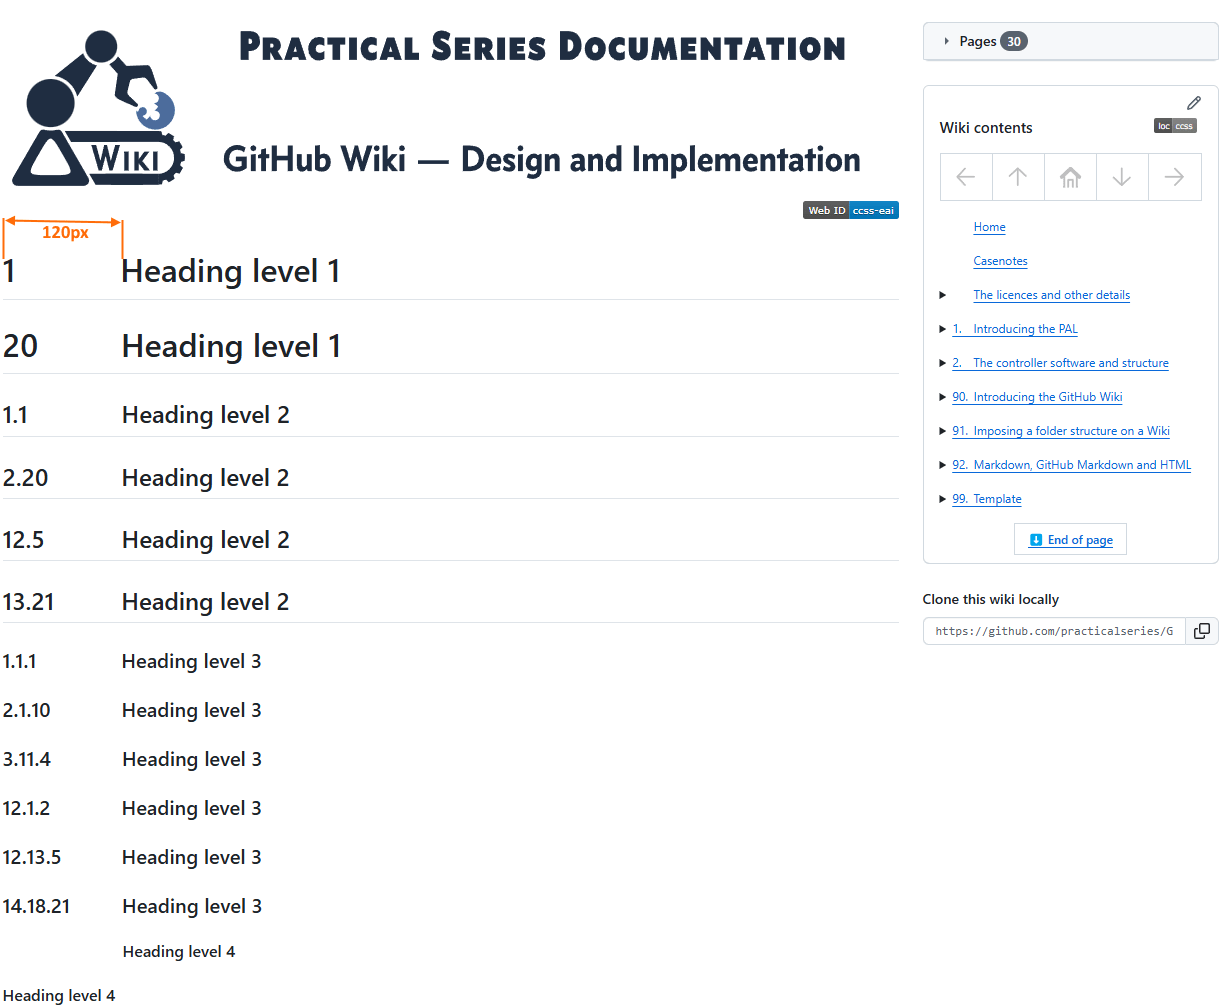 PRACTICAL SERIES DOCUMENTATION
WIKI
GitHub Wiki — Design and Implementation
Web ID ccss-eai
120px
1 Heading level 1
20 Heading level 1
1.1 Heading level 2
2.20 Heading level 2
12.5 Heading level 2
13.21 Heading level 2
1.1.1 Heading level 3
2.1.10 Heading level 3
3.11.4 Heading level 3
12.1.2 Heading level 3
12.13.5 Heading level 3
14.18.21 Heading level 3
Heading level 4
Heading level 4
Pages 30
Wiki contents
loc ccss
Home
Casenotes
The licences and other details
1. Introducing the PAL
2. The controller software and structure
90. Introducing the GitHub Wiki
91. Imposing a folder structure on a Wiki
92. Markdown, GitHub Markdown and HTML
99. Template
End of page
Clone this wiki locally
https://github.com/practicalseries/G